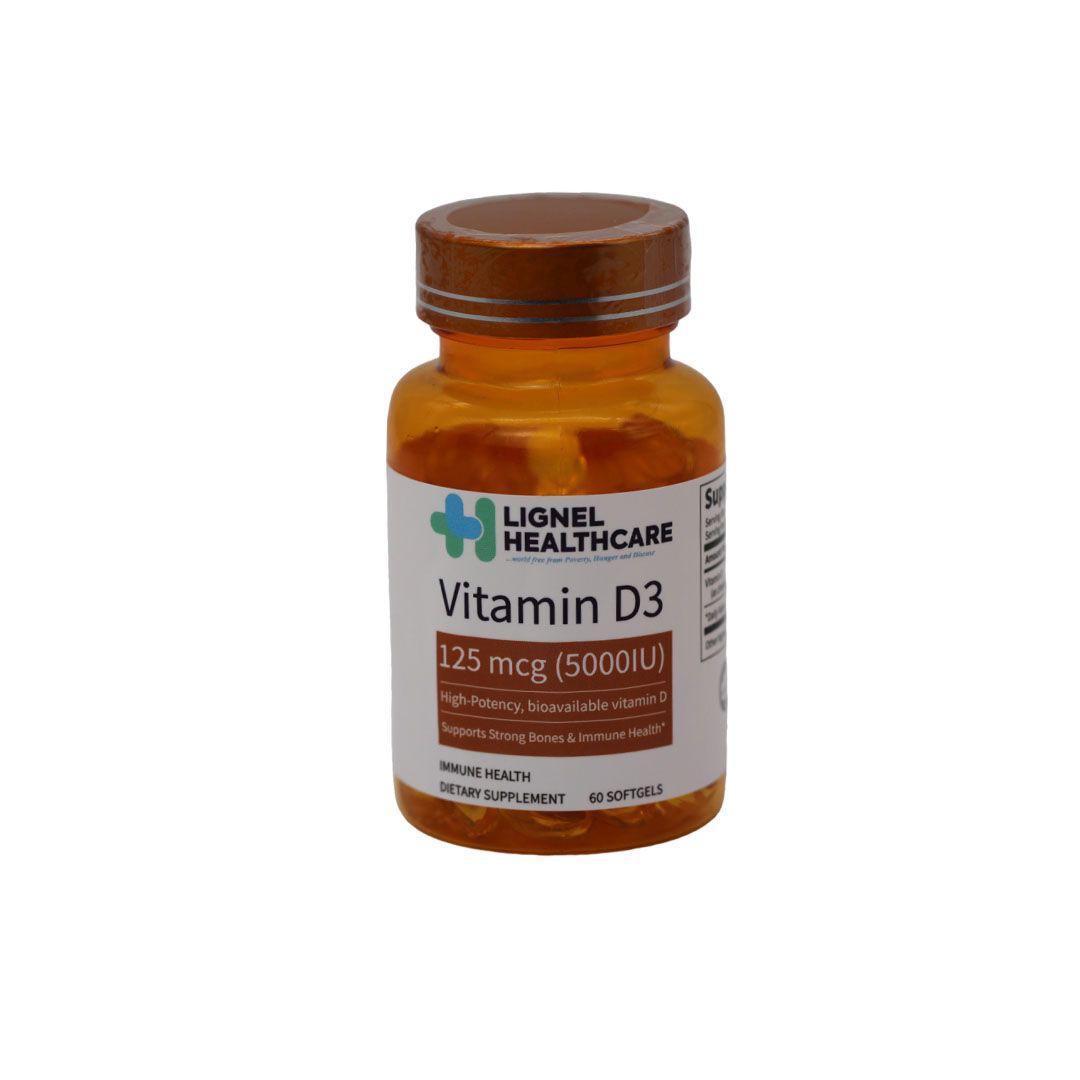 LIGNEL
HEALTHCARE
...world free from Poverty, Hunger and Disease
Vitamin D3
125 mcg (5000IU)
High-Potency, bioavailable vitamin D
Supports Strong Bones & Immune Health*
IMMUNE HEALTH
DIETARY SUPPLEMENT 60 SOFTGELS